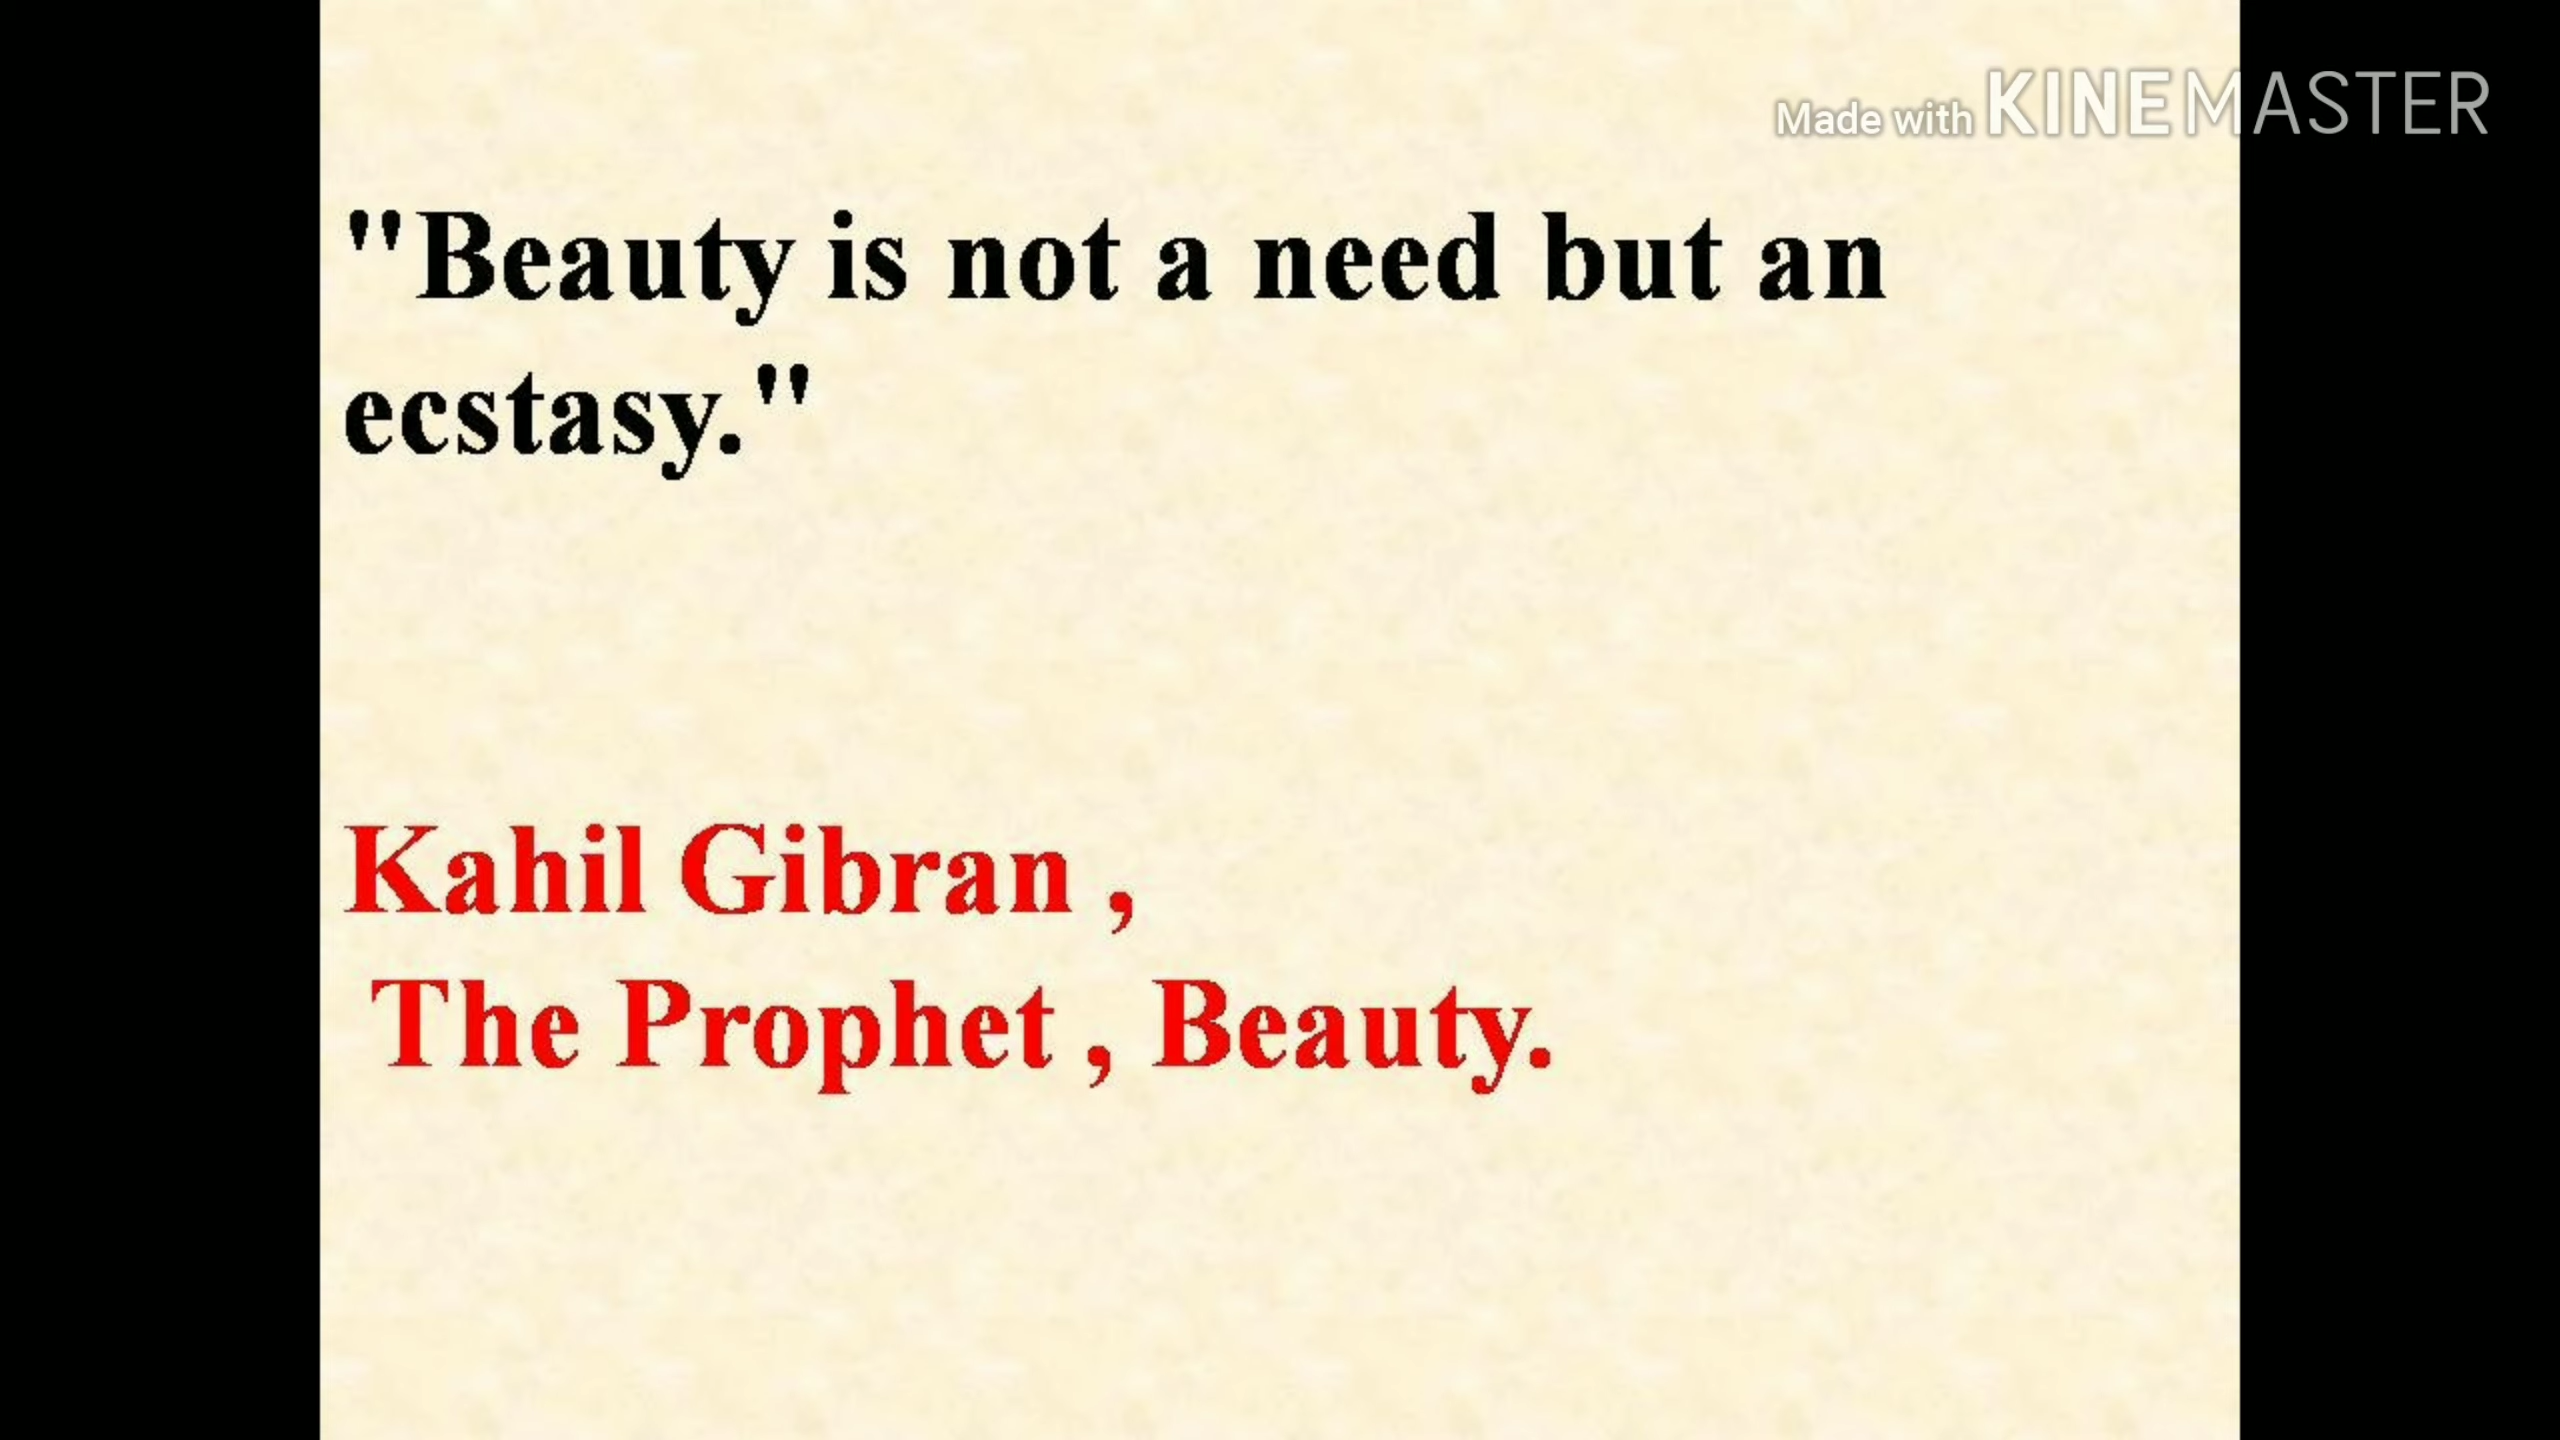 Made with KINEMASTER
"Beauty is not a need but an
ecstasy."
Kahil Gibran ,
The Prophet , Beauty.